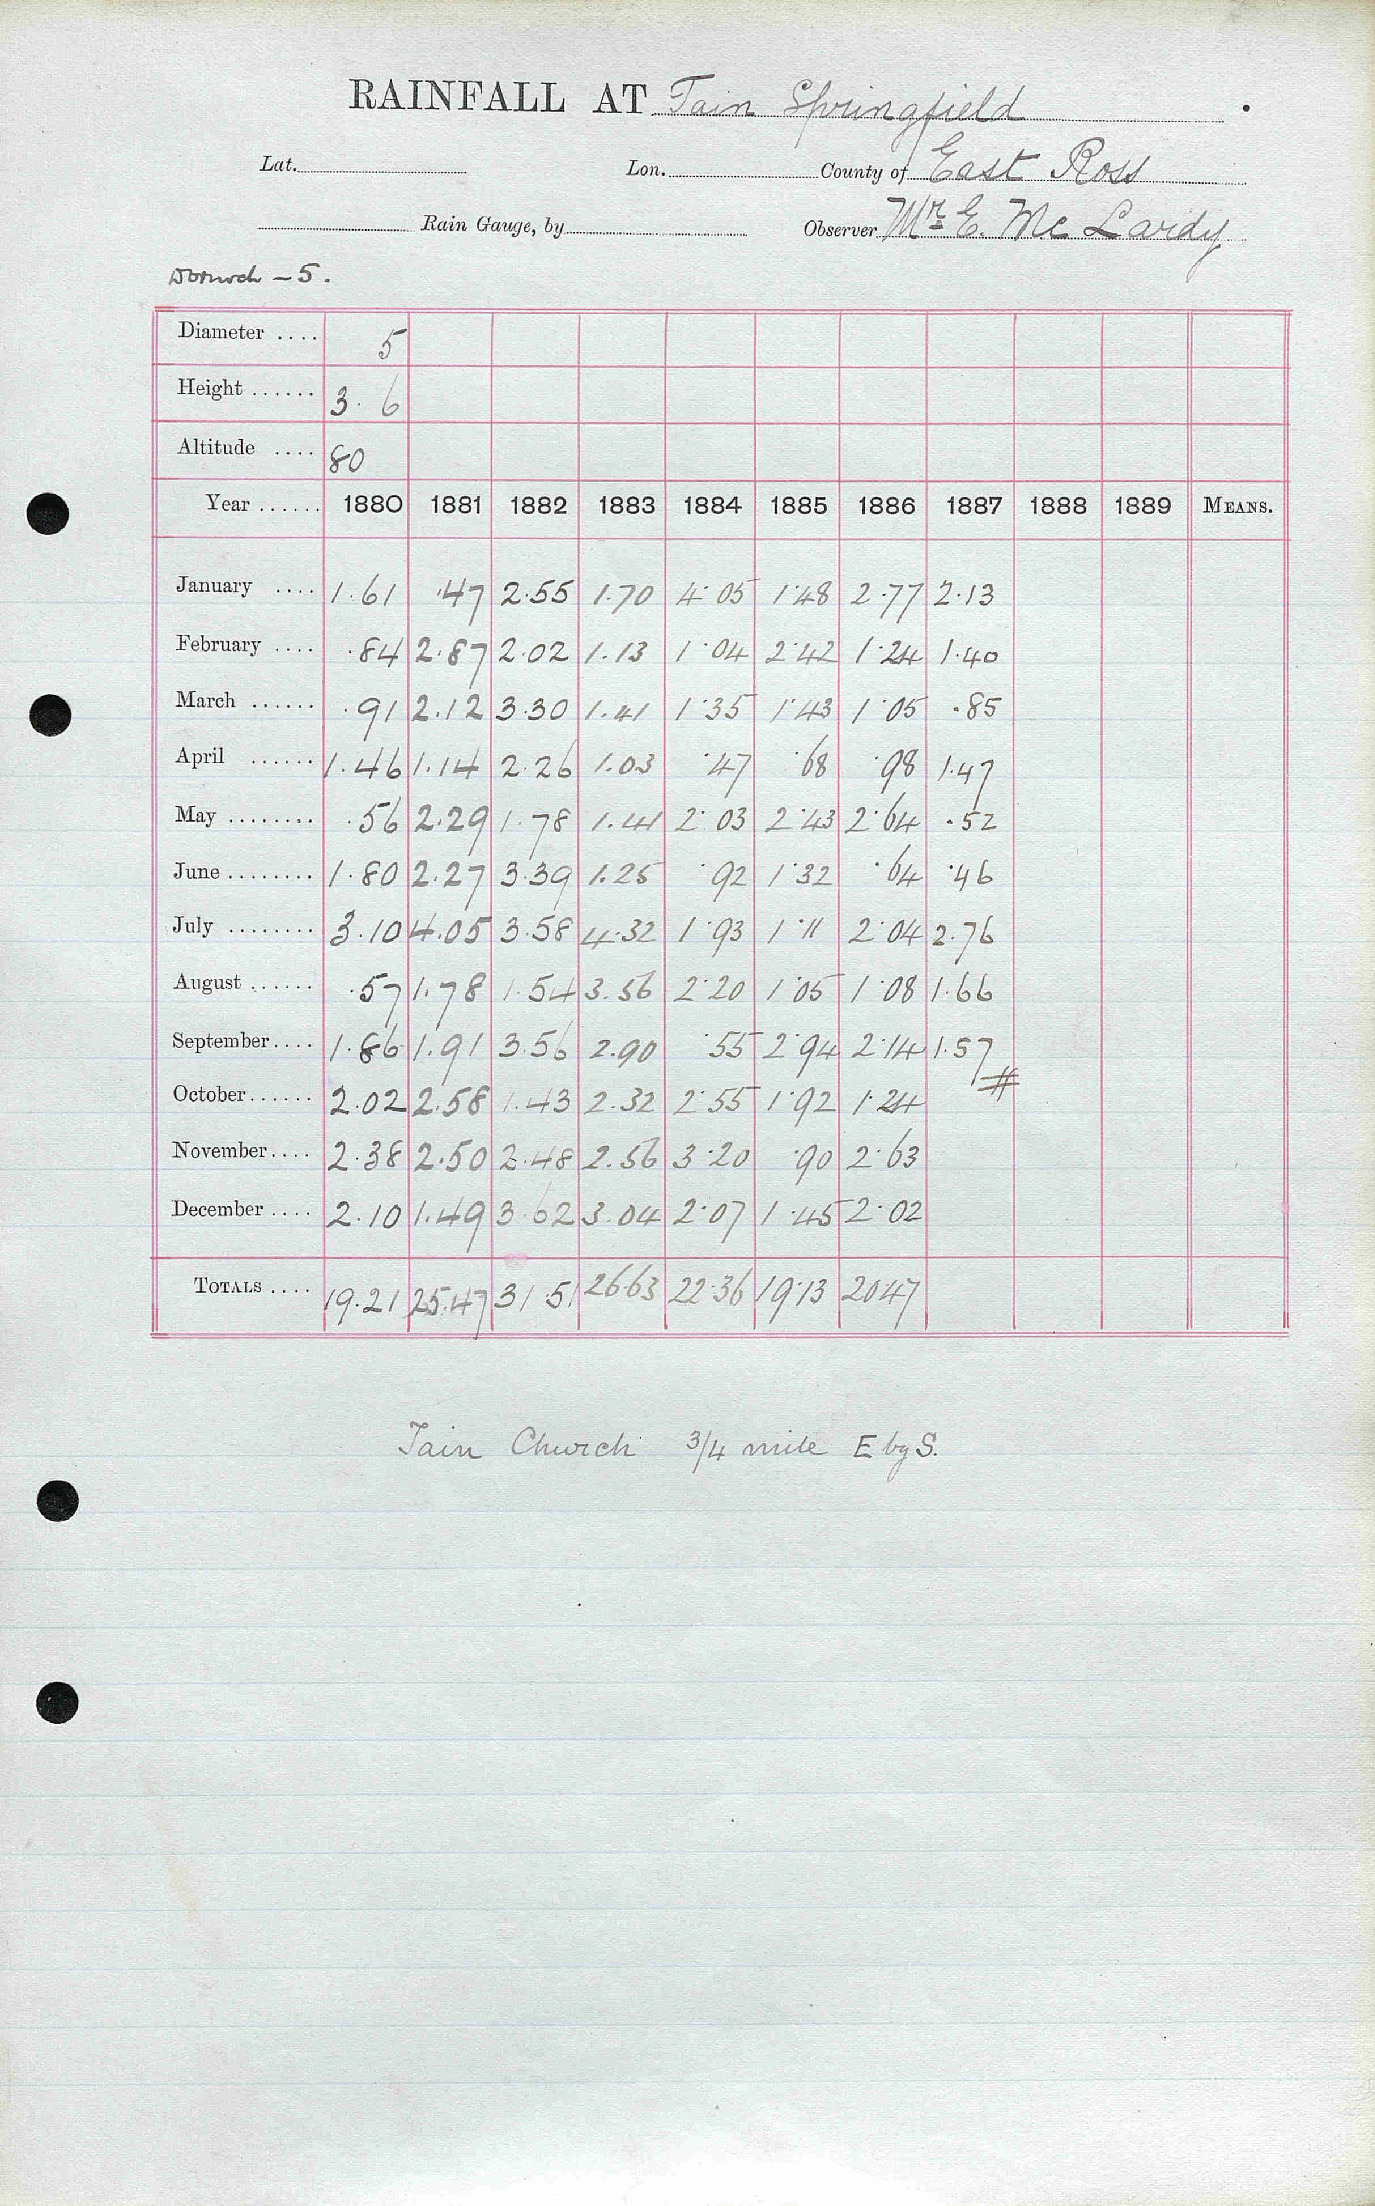 RAINFALL AT Tain Springfield .
Lat. Lon. County of East Ross
Rain Gauge, by Observer Mr. E. Mc Lardy
Dornoch – 5.
Diameter .... 5
Height ...... 3. 6
Altitude .... 80
Year ...... 1880 1881 1882 1883 1884 1885 1886 1887 1888 1889 MEANS.
January .... 1.61 .47 2.55 1.70 4.05 1.48 2.77 2.13
February .... .84 2.87 2.02 1.13 1.04 2.42 1.24 1.40
March ...... .91 2.12 3.30 1.41 1.35 1.43 1.05 .85
April ...... 1.46 1.14 2.26 1.03 .47 .68 .98 1.47
May ........ .56 2.29 1.78 1.41 2.03 2.43 2.64 .52
June ........ 1.80 2.27 3.39 1.25 .92 1.32 .64 .46
July ........ 3.10 4.05 3.58 4.32 1.93 1.11 2.04 2.76
August ...... .57 1.78 1.54 3.56 2.20 1.05 1.08 1.66
September .... 1.86 1.91 3.56 2.90 .55 2.94 2.14 1.57
October ...... 2.02 2.58 1.43 2.32 2.55 1.92 1.24 #
November .... 2.38 2.50 2.48 2.56 3.20 .90 2.63
December .... 2.10 1.49 3.62 3.04 2.07 1.45 2.02
TOTALS .... 19.21 25.47 31.51 26.63 22.36 19.13 20.47
Tain Church 3/4 mile E by S.